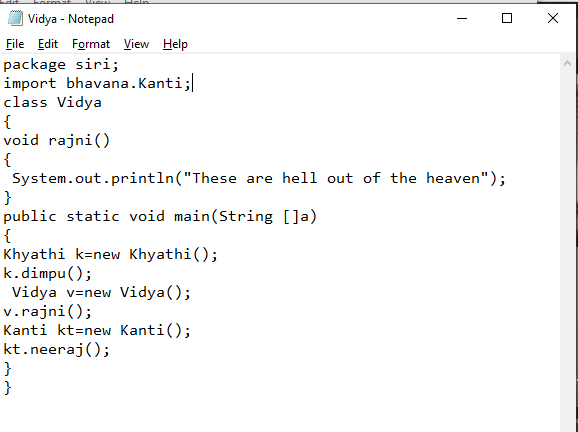 Vidya - Notepad
File Edit Format View Help
package siri;
import bhavana.Kanti;
class Vidya
{
void rajni()
{
 System.out.println("These are hell out of the heaven");
}
public static void main(String []a)
{
Khyathi k=new Khyathi();
k.dimpu();
 Vidya v=new Vidya();
v.rajni();
Kanti kt=new Kanti();
kt.neeraj();
}
}